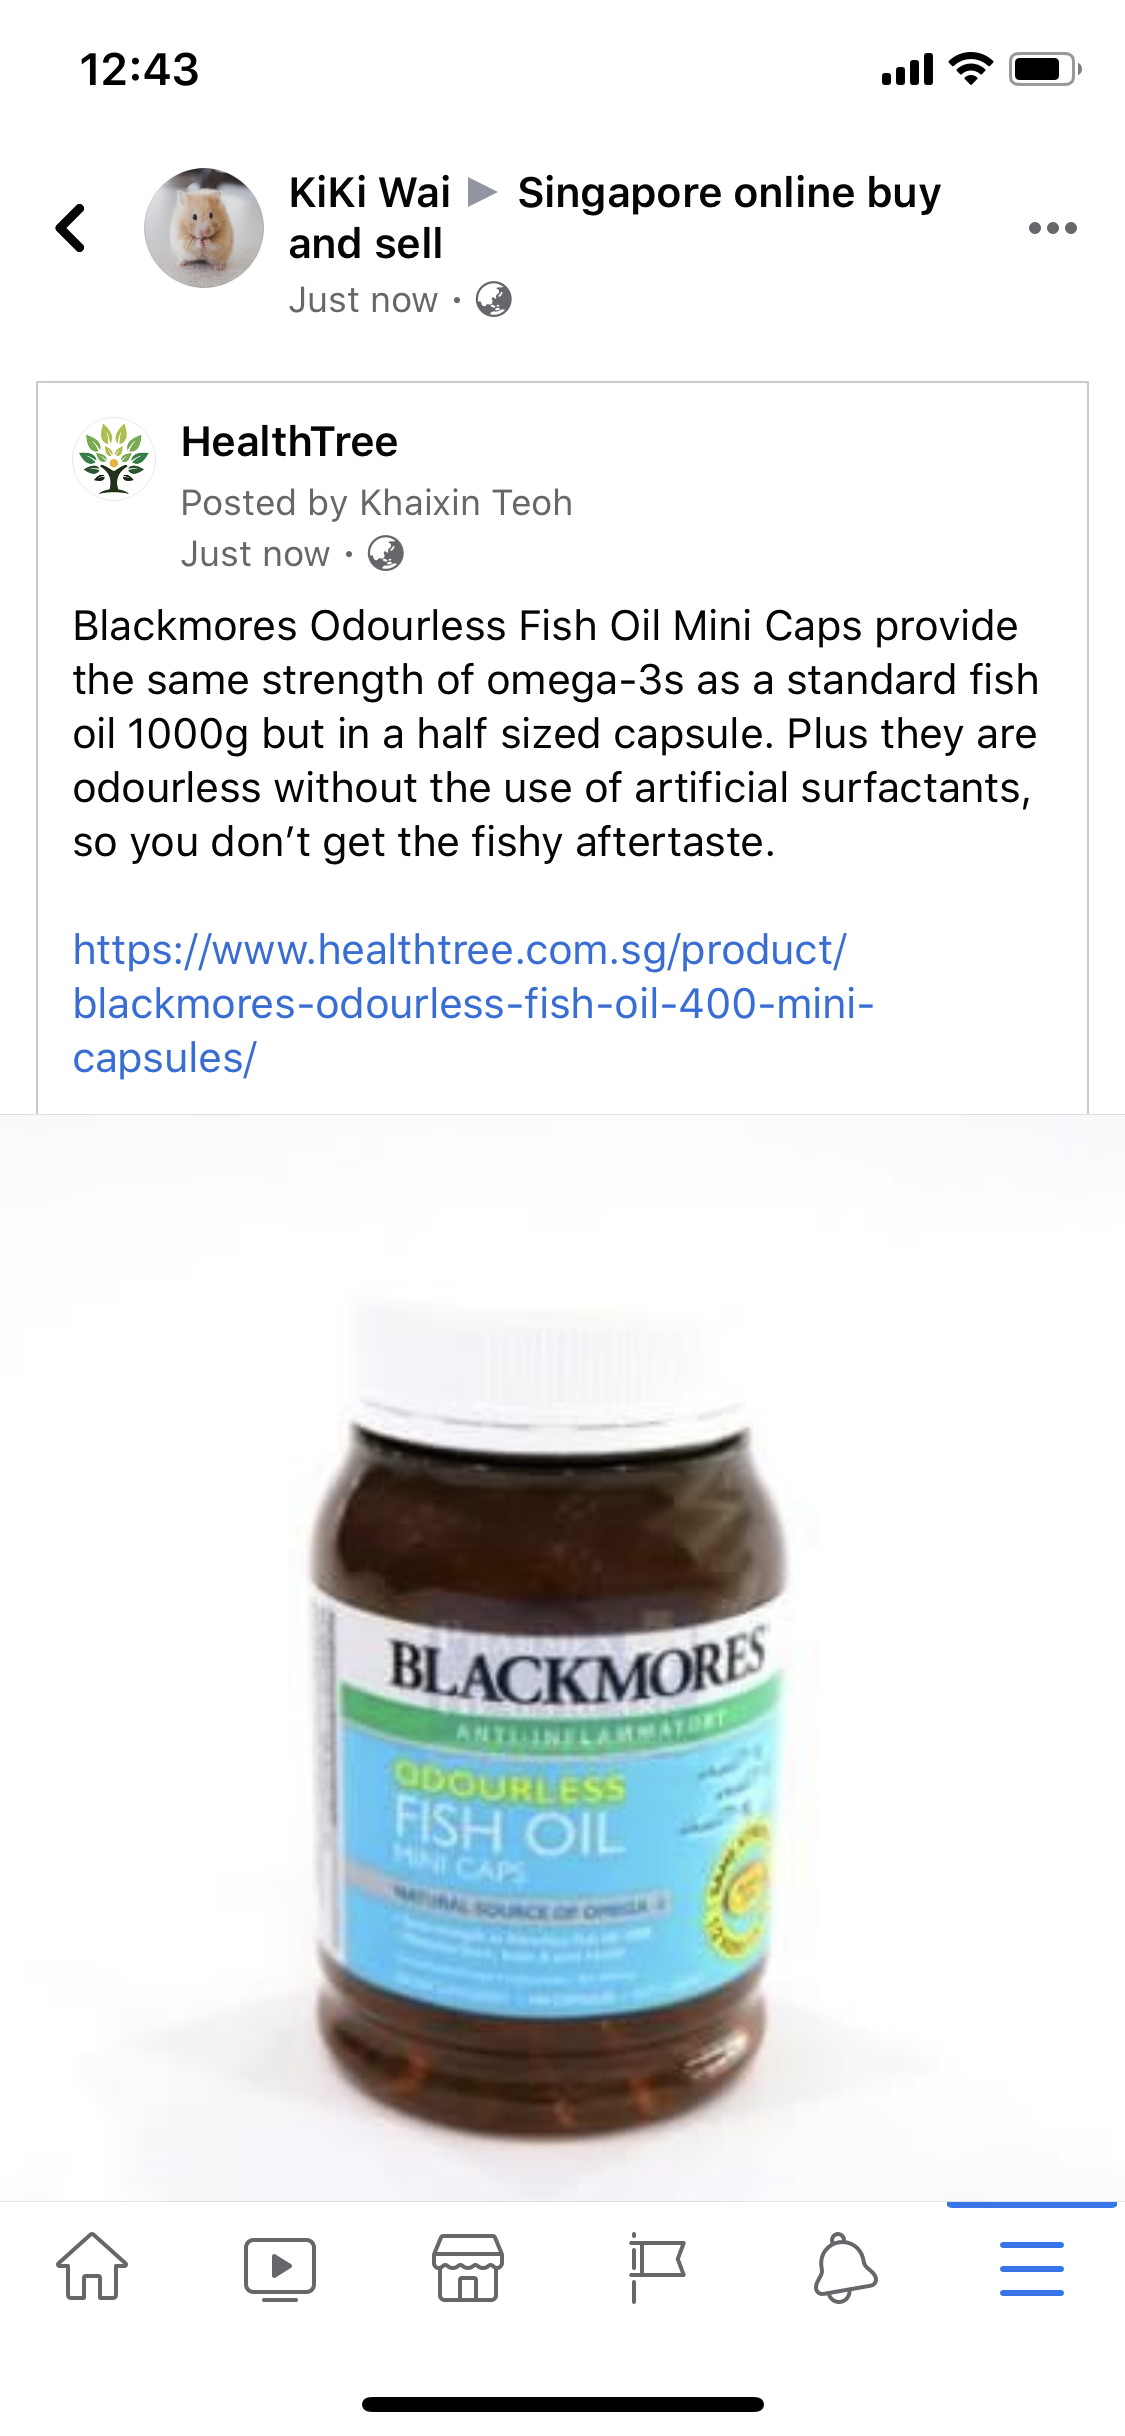 12:43
KiKi Wai ▶ Singapore online buy
and sell
Just now ·
HealthTree
Posted by Khaixin Teoh
Just now ·
Blackmores Odourless Fish Oil Mini Caps provide
the same strength of omega-3s as a standard fish
oil 1000g but in a half sized capsule. Plus they are
odourless without the use of artificial surfactants,
so you don’t get the fishy aftertaste.
https://www.healthtree.com.sg/product/
blackmores-odourless-fish-oil-400-mini-
capsules/
BLACKMORES
ANTI-INFLAMMATORY
ODOURLESS
FISH OIL
MINI CAPS
NATURAL SOURCE OF OMEGA-3